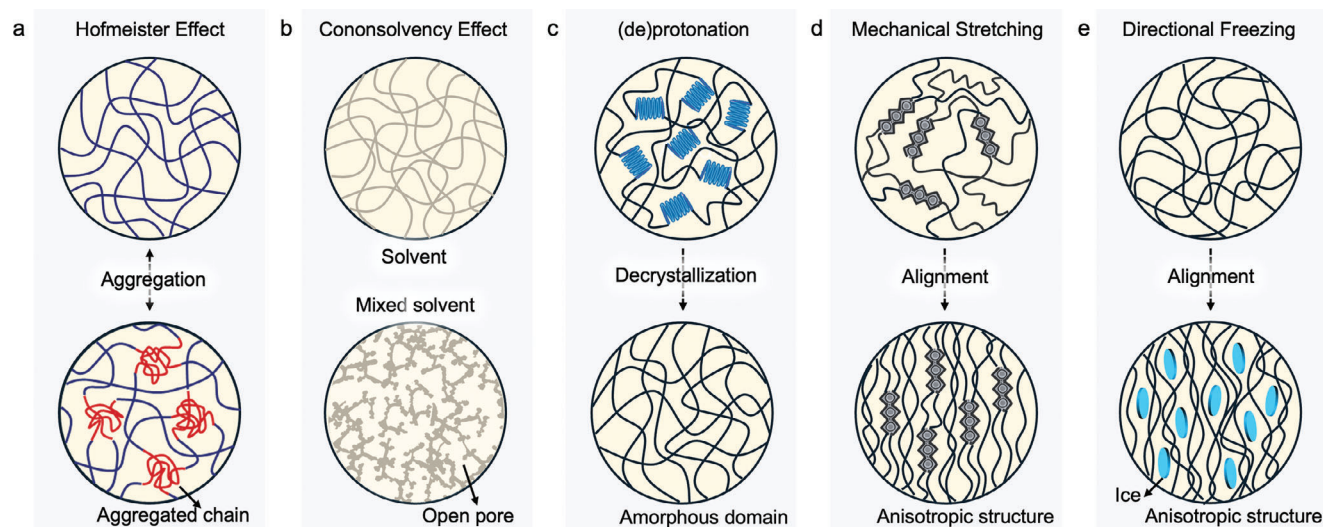 a
Hofmeister Effect
Aggregation
Aggregated chain
b
Cononsolvency Effect
Solvent
Mixed solvent
Open pore
c
(de)protonation
Decrystallization
Amorphous domain
d
Mechanical Stretching
Alignment
Anisotropic structure
e
Directional Freezing
Alignment
Ice
Anisotropic structure